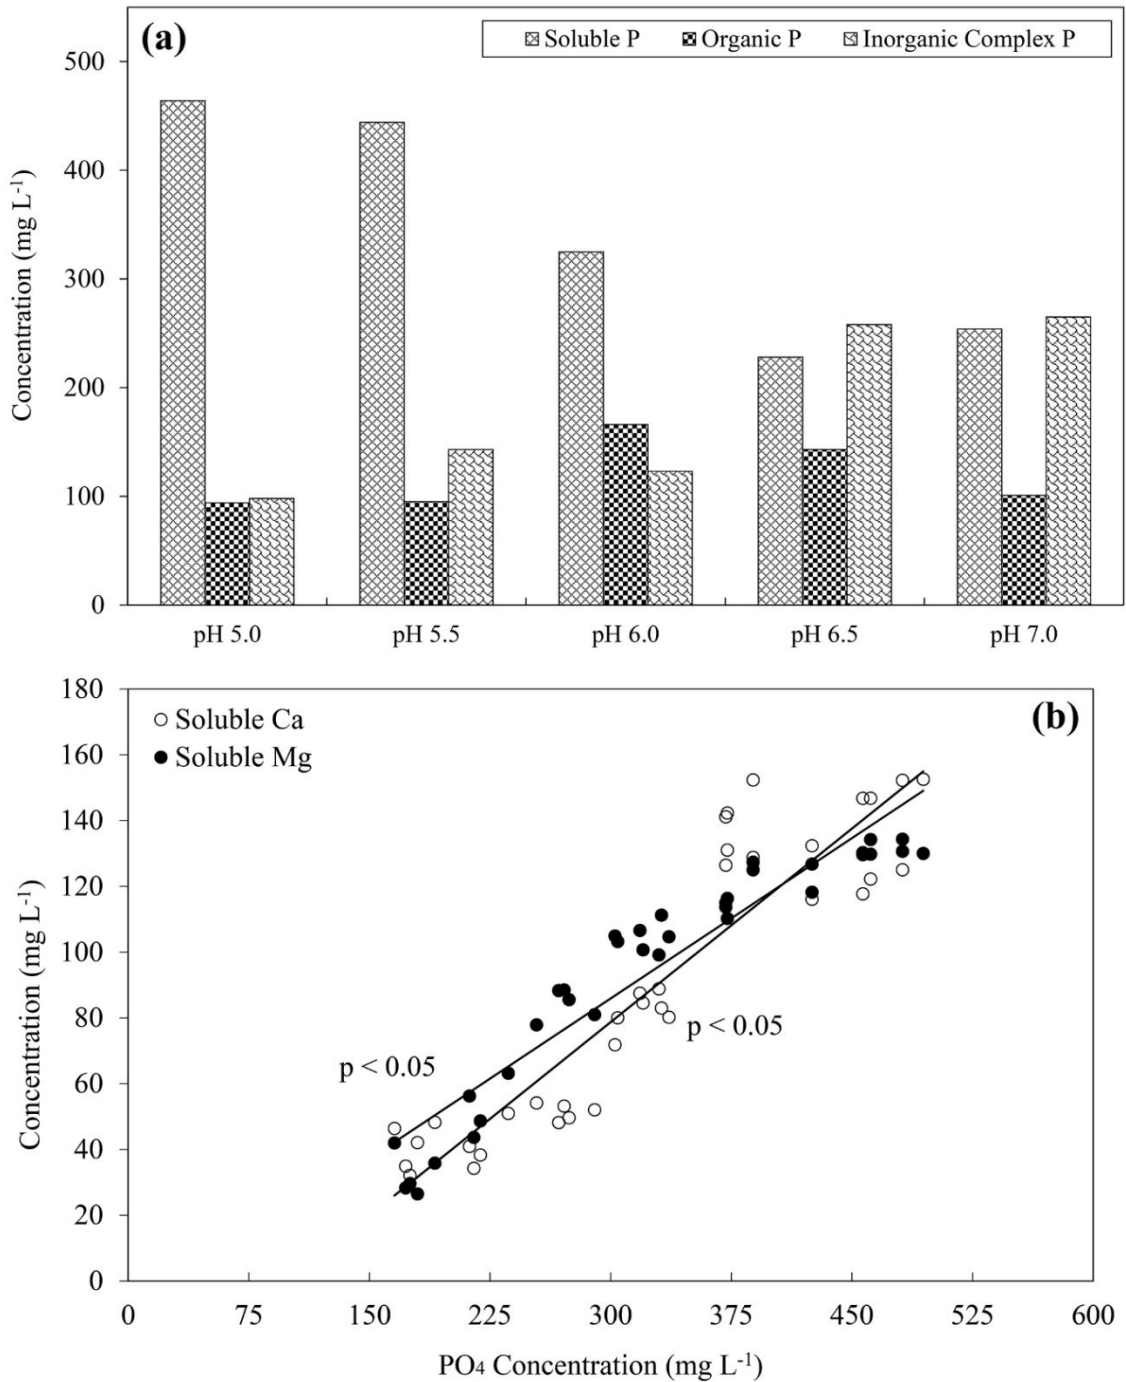 (a)
Soluble P Organic P Inorganic Complex P
500
400
300
200
100
0
Concentration (mg L-1)
pH 5.0 pH 5.5 pH 6.0 pH 6.5 pH 7.0
(b)
Soluble Ca
Soluble Mg
180
160
140
120
100
80
60
40
20
0
Concentration (mg L-1)
p < 0.05
p < 0.05
0 75 150 225 300 375 450 525 600
PO4 Concentration (mg L-1)